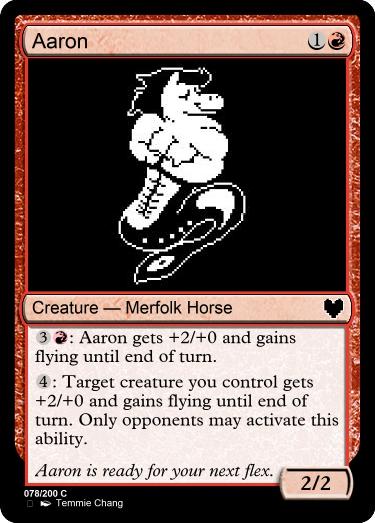 Aaron 1
Creature — Merfolk Horse
3: Aaron gets +2/+0 and gains
flying until end of turn.
4: Target creature you control gets
+2/+0 and gains flying until end of
turn. Only opponents may activate this
ability.
Aaron is ready for your next flex.
2/2
078/200 C
Temmie Chang